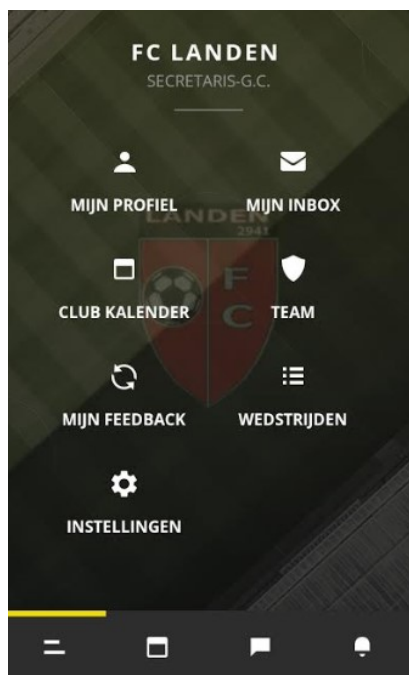 FC LANDEN
SECRETARIS-G.C.
MIJN PROFIEL
MIJN INBOX
LANDEN
2941
F
C
CLUB KALENDER
TEAM
MIJN FEEDBACK
WEDSTRIJDEN
INSTELLINGEN